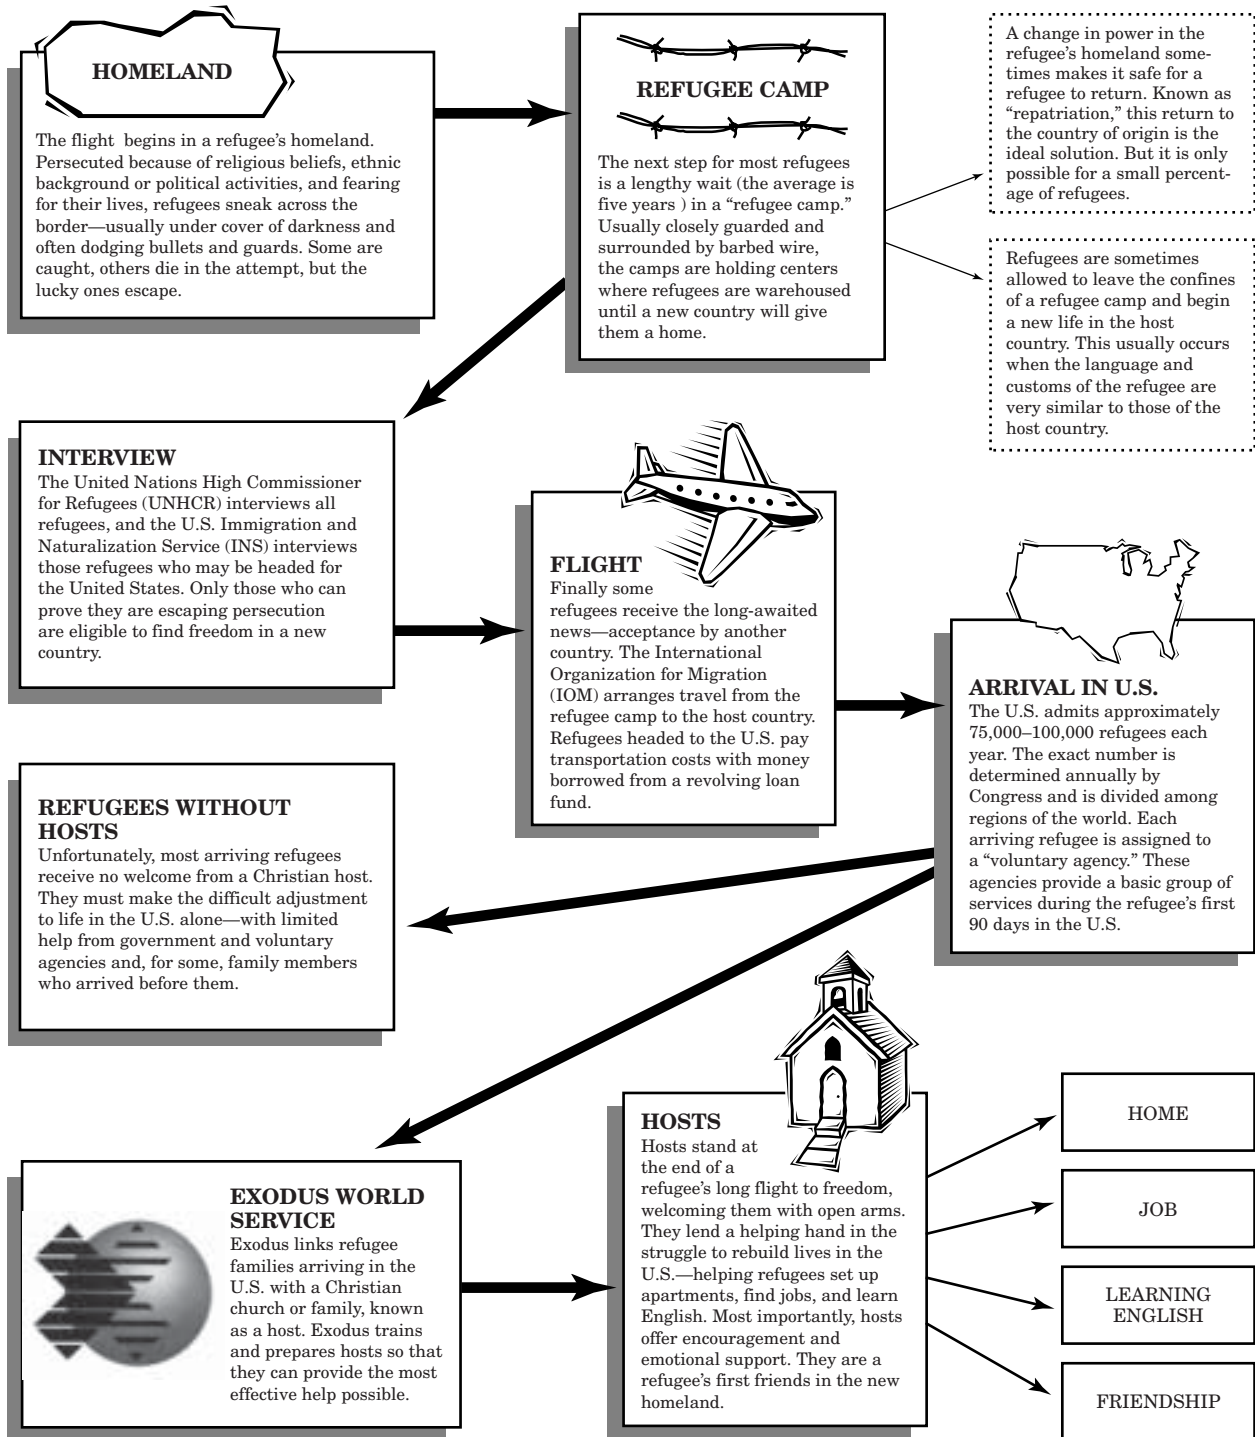 HOMELAND
The flight begins in a refugee's homeland.
Persecuted because of religious beliefs, ethnic
background or political activities, and fearing
for their lives, refugees sneak across the
border—usually under cover of darkness and
often dodging bullets and guards. Some are
caught, others die in the attempt, but the
lucky ones escape.
REFUGEE CAMP
The next step for most refugees
is a lengthy wait (the average is
five years ) in a “refugee camp.”
Usually closely guarded and
surrounded by barbed wire,
the camps are holding centers
where refugees are warehoused
until a new country will give
them a home.
A change in power in the
refugee's homeland some-
times makes it safe for a
refugee to return. Known as
“repatriation,” this return to
the country of origin is the
ideal solution. But it is only
possible for a small percent-
age of refugees.
Refugees are sometimes
allowed to leave the confines
of a refugee camp and begin
a new life in the host
country. This usually occurs
when the language and
customs of the refugee are
very similar to those of the
host country.
INTERVIEW
The United Nations High Commissioner
for Refugees (UNHCR) interviews all
refugees, and the U.S. Immigration and
Naturalization Service (INS) interviews
those refugees who may be headed for
the United States. Only those who can
prove they are escaping persecution
are eligible to find freedom in a new
country.
FLIGHT
Finally some
refugees receive the long-awaited
news—acceptance by another
country. The International
Organization for Migration
(IOM) arranges travel from the
refugee camp to the host country.
Refugees headed to the U.S. pay
transportation costs with money
borrowed from a revolving loan
fund.
ARRIVAL IN U.S.
The U.S. admits approximately
75,000–100,000 refugees each
year. The exact number is
determined annually by
Congress and is divided among
regions of the world. Each
arriving refugee is assigned to
a “voluntary agency.” These
agencies provide a basic group of
services during the refugee's first
90 days in the U.S.
REFUGEES WITHOUT
HOSTS
Unfortunately, most arriving refugees
receive no welcome from a Christian host.
They must make the difficult adjustment
to life in the U.S. alone—with limited
help from government and voluntary
agencies and, for some, family members
who arrived before them.
EXODUS WORLD
SERVICE
Exodus links refugee
families arriving in the
U.S. with a Christian
church or family, known
as a host. Exodus trains
and prepares hosts so that
they can provide the most
effective help possible.
HOSTS
Hosts stand at
the end of a
refugee's long flight to freedom,
welcoming them with open arms.
They lend a helping hand in the
struggle to rebuild lives in the
U.S.—helping refugees set up
apartments, find jobs, and learn
English. Most importantly, hosts
offer encouragement and
emotional support. They are a
refugee's first friends in the new
homeland.
HOME
JOB
LEARNING
ENGLISH
FRIENDSHIP